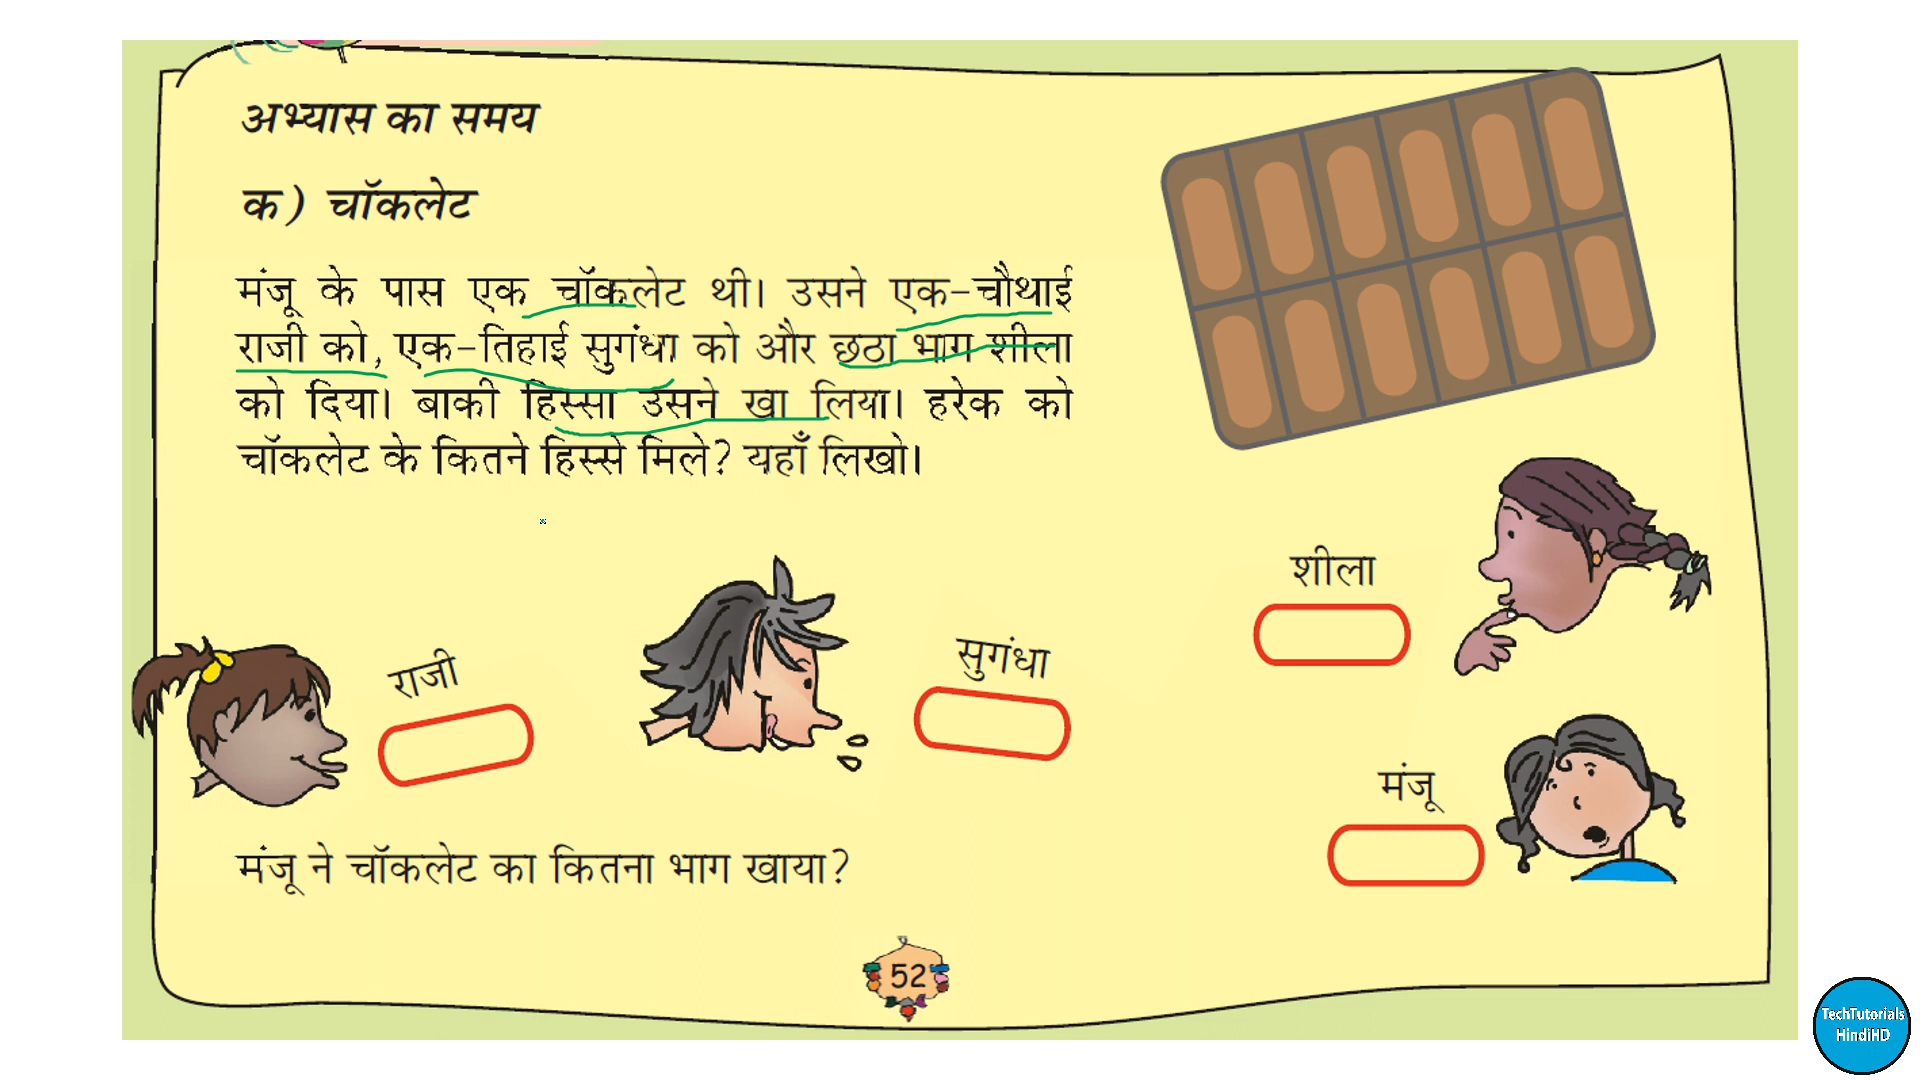 अभ्यास का समय
क) चॉकलेट
मंजू के पास एक चॉकलेट थी। उसने एक-चौथाई
राजी को, एक-तिहाई सुगंधा को और छठा भाग शीला
को दिया। बाकी हिस्सा उसने खा लिया। हरेक को
चॉकलेट के कितने हिस्से मिले? यहाँ लिखो।
शीला
राजी
सुगंधा
मंजू
मंजू ने चॉकलेट का कितना भाग खाया?
52
TechTutorials
HindiHD